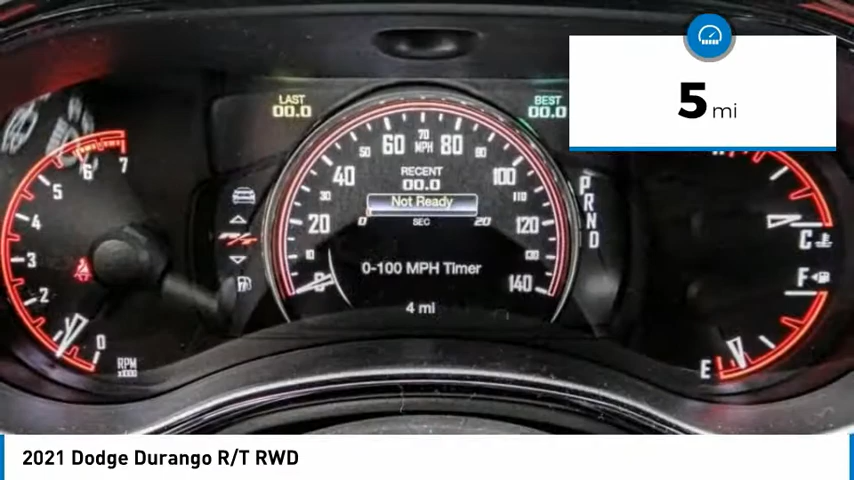 LAST
00.0
BEST
00.0
5 mi
70
60 MPH 80
50 90
RECENT
00.0
40 100
Not Ready
30 110
0 SEC 20
20 120
10 130
0-100 MPH Timer
0 140
4 mi
7
6
5
4
3
2
1
0
RPM
P
R
N
D
H
C
F
E
2021 Dodge Durango R/T RWD